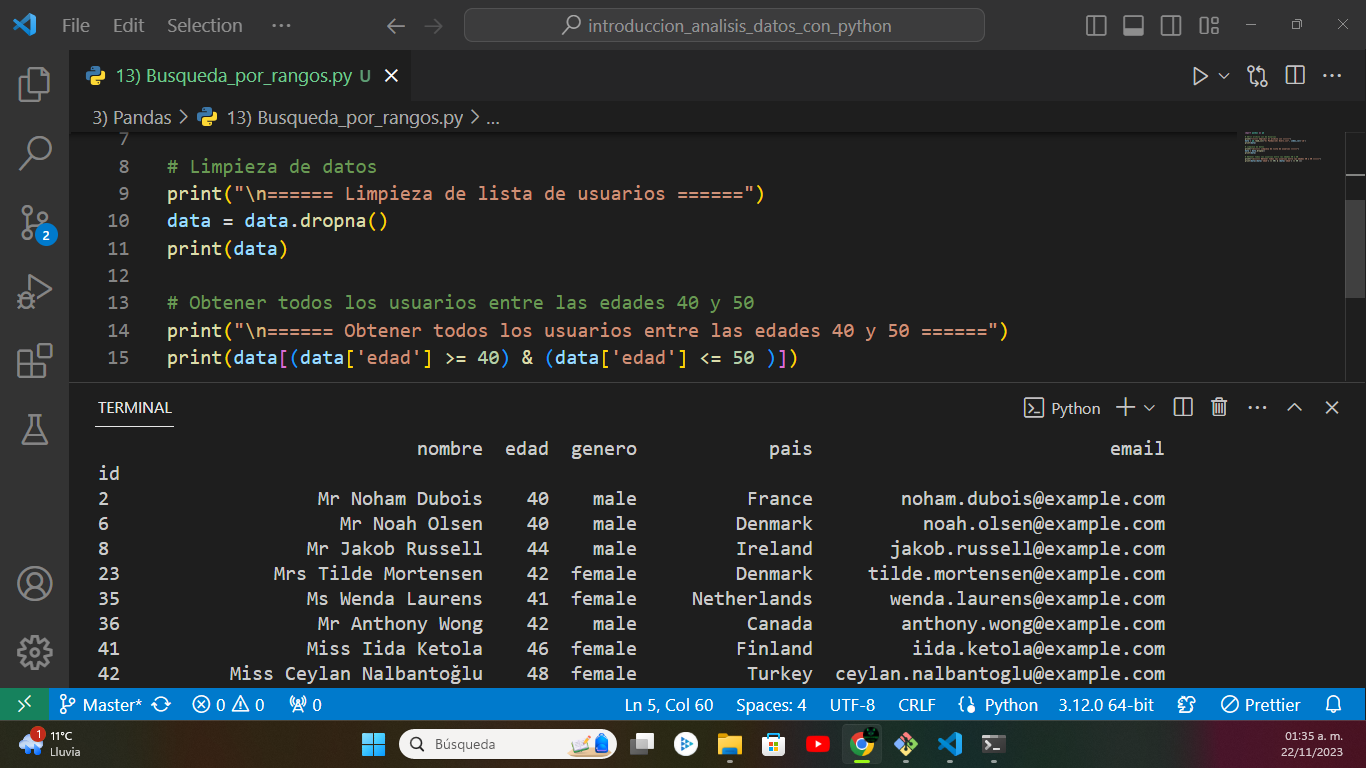 File Edit Selection ···
introduccion_analisis_datos_con_python
13) Busqueda_por_rangos.py U
3) Pandas > 13) Busqueda_por_rangos.py > ...
7
8 # Limpieza de datos
9 print("\n====== Limpieza de lista de usuarios ======")
10 data = data.dropna()
11 print(data)
12
13 # Obtener todos los usuarios entre las edades 40 y 50
14 print("\n====== Obtener todos los usuarios entre las edades 40 y 50 ======")
15 print(data[(data['edad'] >= 40) & (data['edad'] <= 50 )])
TERMINAL
Python
nombre edad genero pais email
id
2 Mr Noham Dubois 40 male France noham.dubois@example.com
6 Mr Noah Olsen 40 male Denmark noah.olsen@example.com
8 Mr Jakob Russell 44 male Ireland jakob.russell@example.com
23 Mrs Tilde Mortensen 42 female Denmark tilde.mortensen@example.com
35 Ms Wenda Laurens 41 female Netherlands wenda.laurens@example.com
36 Mr Anthony Wong 42 male Canada anthony.wong@example.com
41 Miss Iida Ketola 46 female Finland iida.ketola@example.com
42 Miss Ceylan Nalbantoğlu 48 female Turkey ceylan.nalbantoglu@example.com
2
Master* 0 0 0 Ln 5, Col 60 Spaces: 4 UTF-8 CRLF Python 3.12.0 64-bit Prettier
1
11°C
Lluvia
Búsqueda
01:35 a. m.
22/11/2023